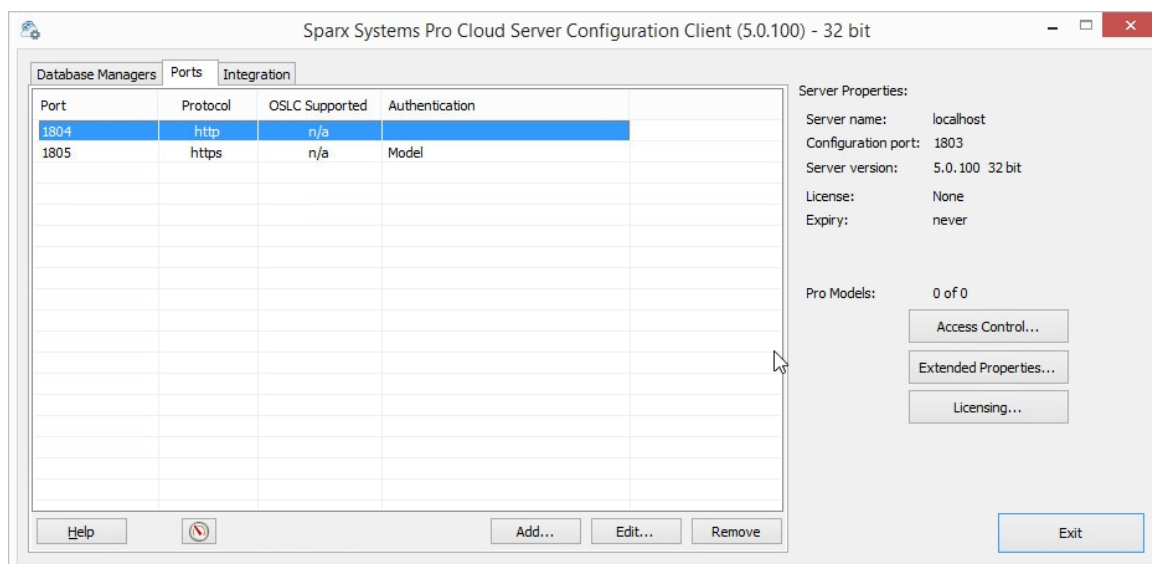 Sparx Systems Pro Cloud Server Configuration Client (5.0.100) - 32 bit
Database Managers Ports Integration
Port Protocol OSLC Supported Authentication
1804 http n/a
1805 https n/a Model
Help Add... Edit... Remove
Server Properties:
Server name: localhost
Configuration port: 1803
Server version: 5.0.100 32 bit
License: None
Expiry: never
Pro Models: 0 of 0
Access Control...
Extended Properties...
Licensing...
Exit